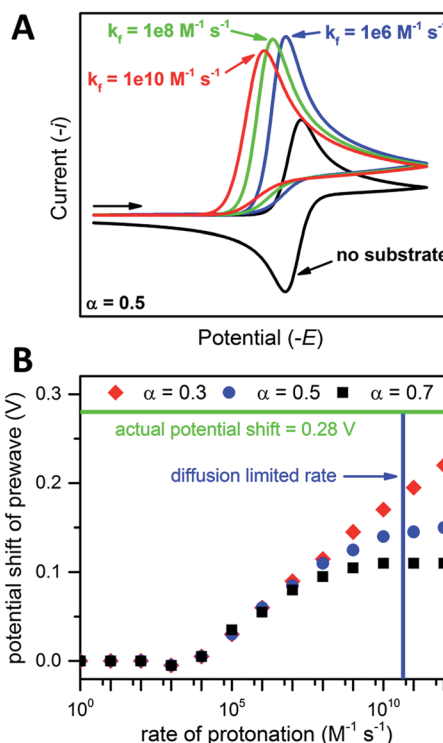 A
k_f = 1e8 M⁻¹ s⁻¹
k_f = 1e6 M⁻¹ s⁻¹
k_f = 1e10 M⁻¹ s⁻¹
Current (-i)
no substrate
α = 0.5
Potential (-E)
B
0.3
α = 0.3
α = 0.5
α = 0.7
actual potential shift = 0.28 V
diffusion limited rate
potential shift of prewave (V)
0.2
0.1
0.0
10⁰
10⁵
10¹⁰
rate of protonation (M⁻¹ s⁻¹)